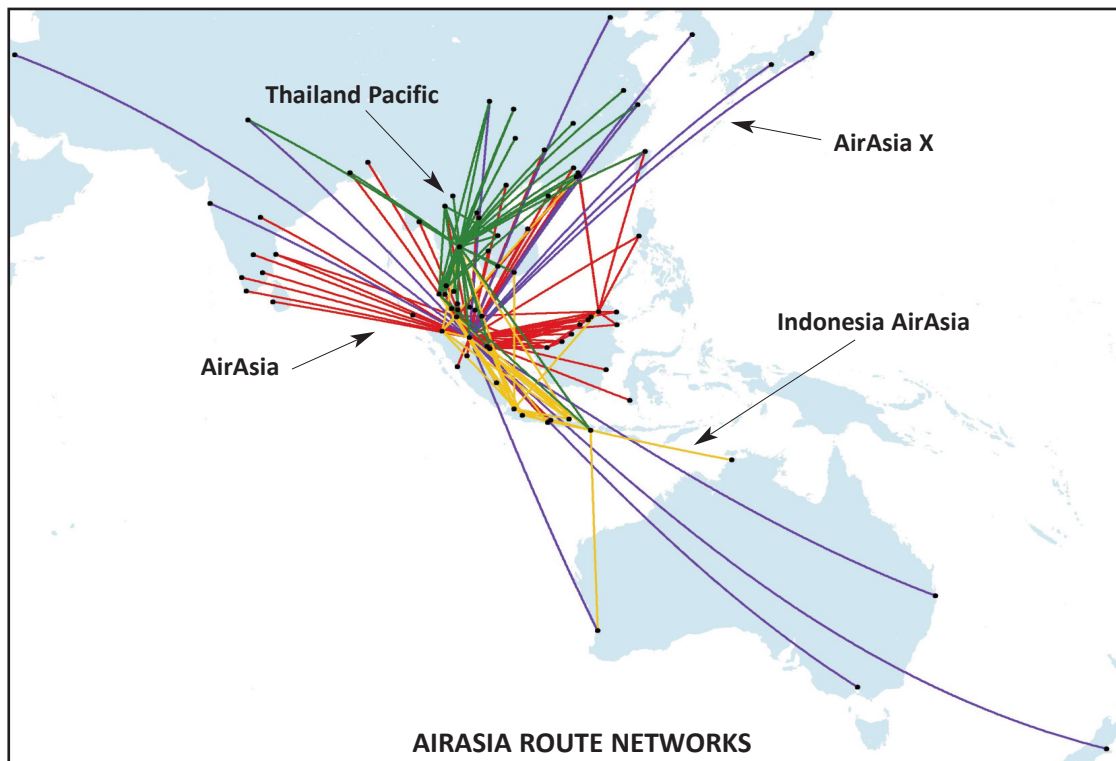 Thailand Pacific
AirAsia X
Indonesia AirAsia
AirAsia
AIRASIA ROUTE NETWORKS